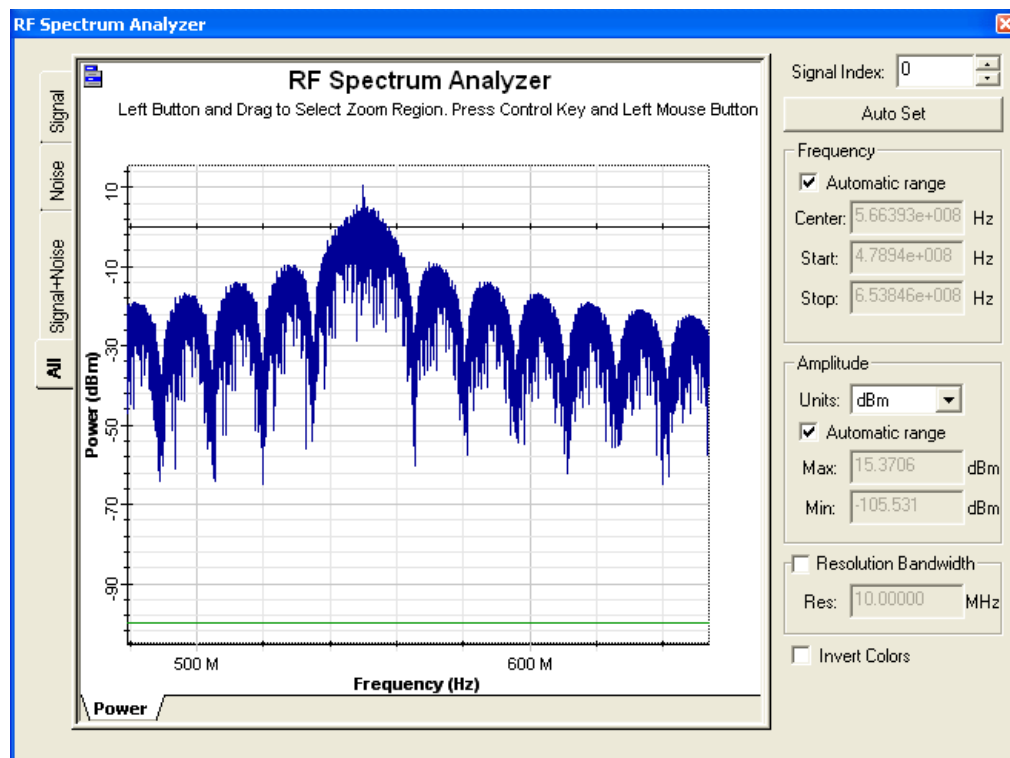 RF Spectrum Analyzer
Signal
Noise
Signal+Noise
All
RF Spectrum Analyzer
Left Button and Drag to Select Zoom Region. Press Control Key and Left Mouse Button
Power (dBm)
10
-10
-30
-50
-70
-90
500 M
600 M
Frequency (Hz)
Power
Signal Index: 0
Auto Set
Frequency
Automatic range
Center: 5.66393e+008 Hz
Start: 4.7894e+008 Hz
Stop: 6.53846e+008 Hz
Amplitude
Units: dBm
Automatic range
Max: 15.3706 dBm
Min: -105.531 dBm
Resolution Bandwidth
Res: 10.00000 MHz
Invert Colors